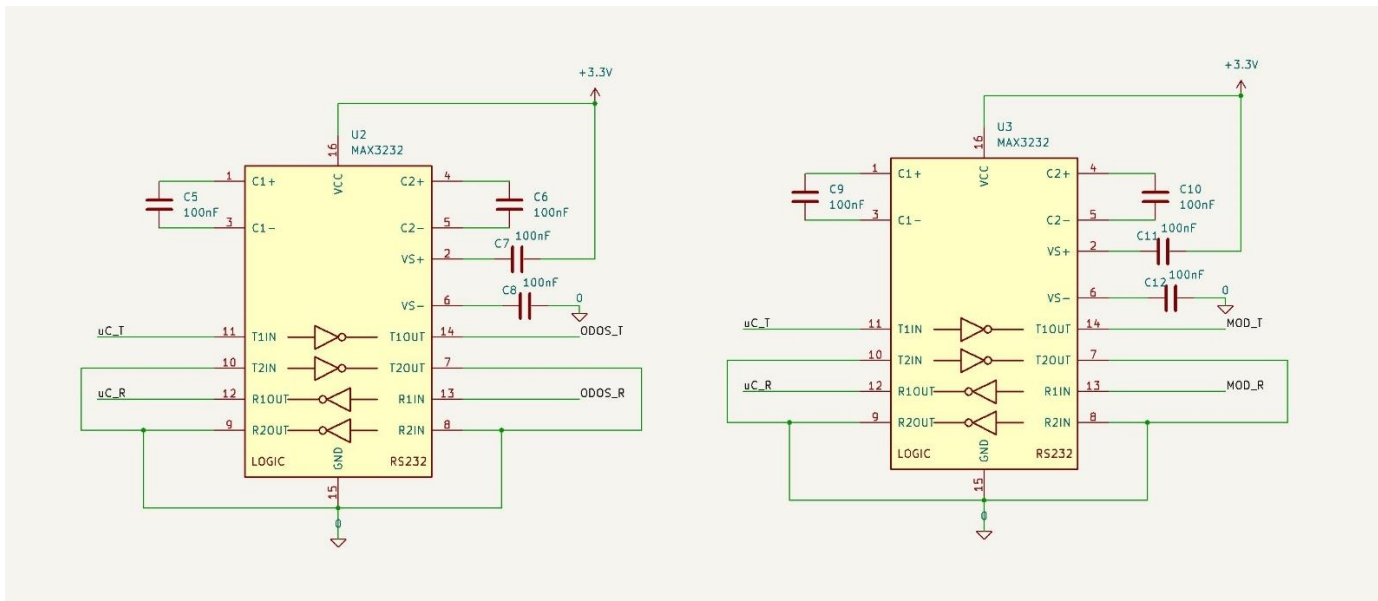 +3.3V
U2
MAX3232
16
VCC
1
C1+
C2+
4
C5
100nF
C6
100nF
3
C1-
C2-
5
C7
100nF
VS+
2
C8
100nF
VS-
6
0
uC_T
11
T1IN
T1OUT
14
ODOS_T
10
T2IN
T2OUT
7
uC_R
12
R1OUT
R1IN
13
ODOS_R
9
R2OUT
R2IN
8
LOGIC
GND
RS232
15
0
+3.3V
U3
MAX3232
16
VCC
1
C1+
C2+
4
C9
100nF
C10
100nF
3
C1-
C2-
5
C11
100nF
VS+
2
C12
100nF
VS-
6
0
uC_T
11
T1IN
T1OUT
14
MOD_T
10
T2IN
T2OUT
7
uC_R
12
R1OUT
R1IN
13
MOD_R
9
R2OUT
R2IN
8
LOGIC
GND
RS232
15
0